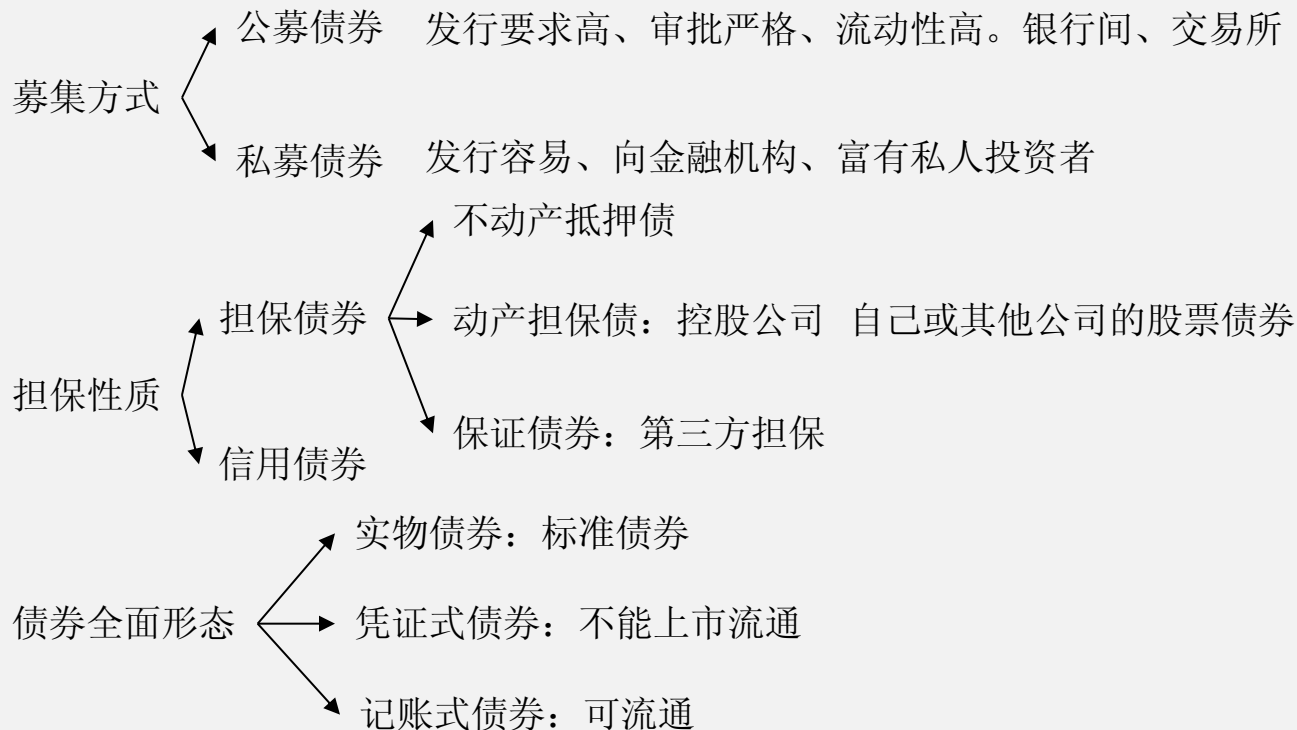 公募债券 发行要求高、审批严格、流动性高。银行间、交易所
募集方式
私募债券 发行容易、向金融机构、富有私人投资者
不动产抵押债
担保债券 动产担保债：控股公司 自己或其他公司的股票债券
担保性质
保证债券：第三方担保
信用债券
实物债券：标准债券
债券全面形态 凭证式债券：不能上市流通
记账式债券：可流通